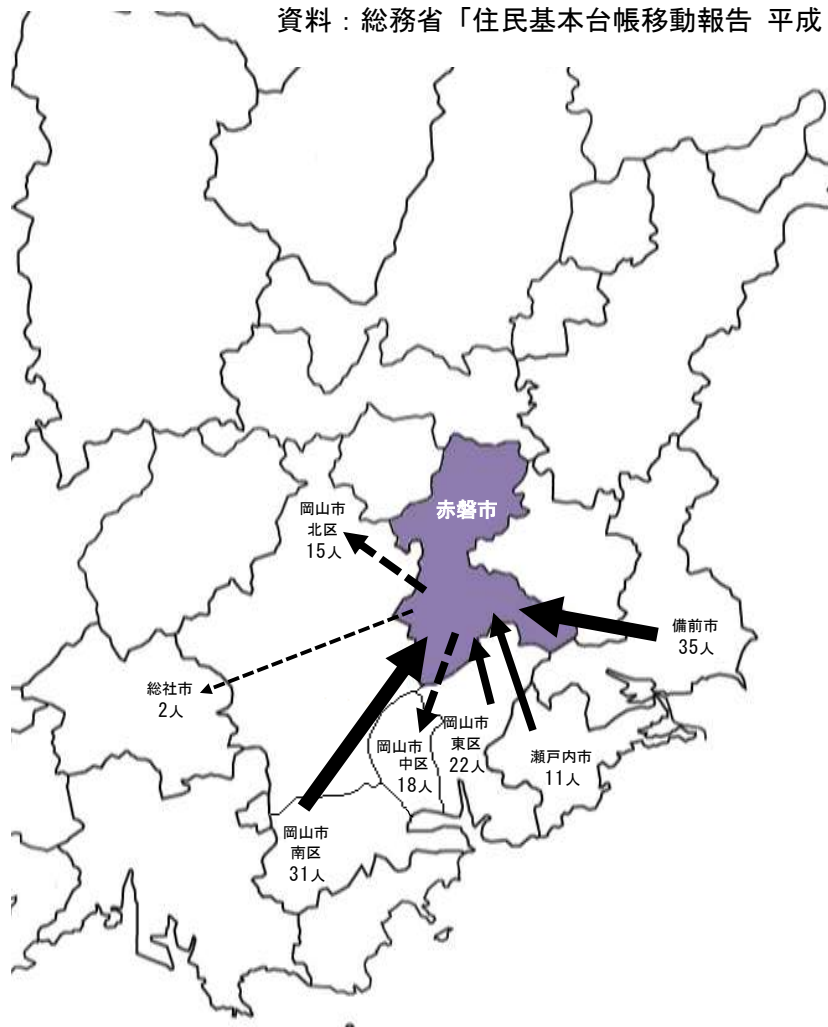 資料：総務省「住民基本台帳移動報告 平成
赤磐市
岡山市
北区
15人
備前市
35人
総社市
2人
岡山市
中区
18人
岡山市
東区
22人
瀬戸内市
11人
岡山市
南区
31人